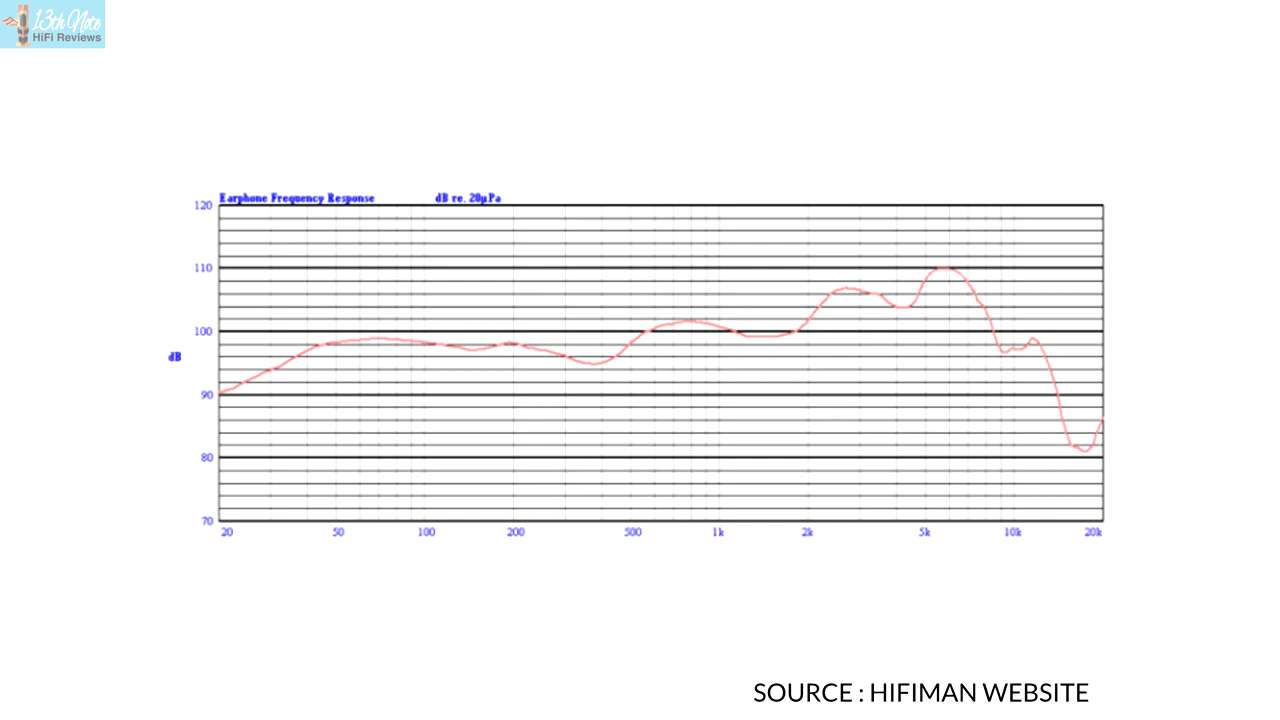 13th Note
HiFi Reviews
Earphone Frequency Response dB re. 20µPa
120
110
100
dB
90
80
70
20 50 100 200 500 1k 2k 5k 10k 20k
SOURCE : HIFIMAN WEBSITE